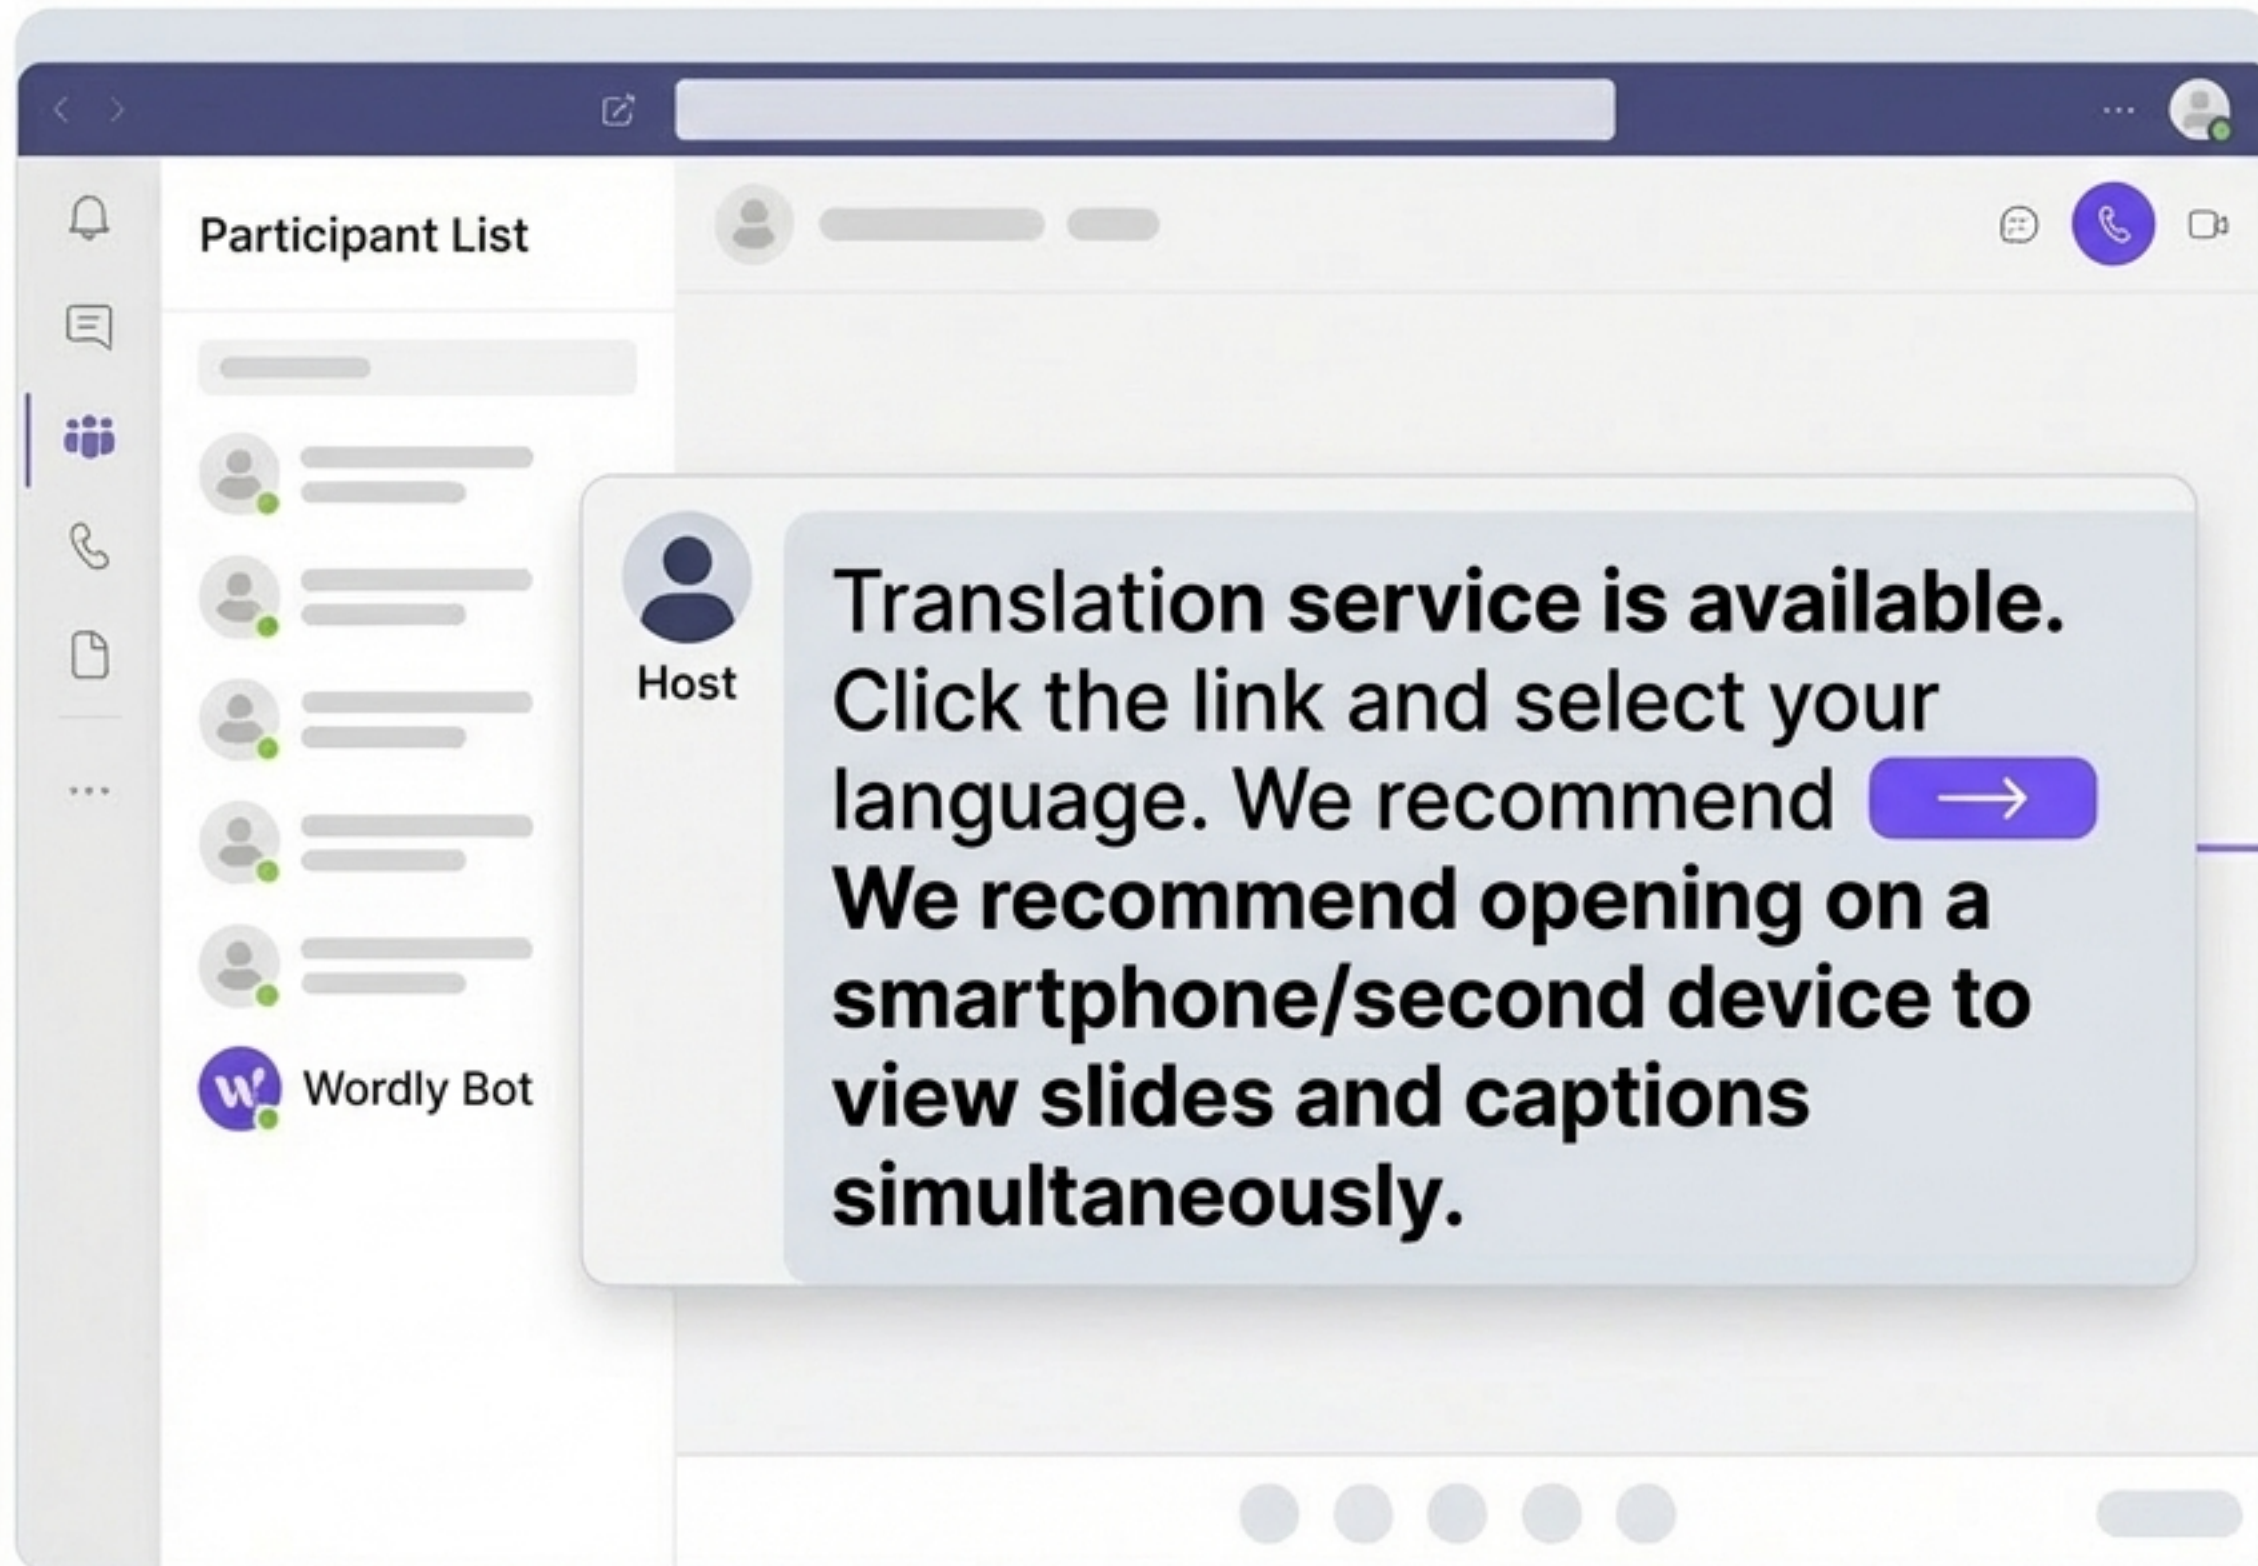 Participant List
Host
Translation service is available.
Click the link and select your
language. We recommend
We recommend opening on a
smartphone/second device to
view slides and captions
simultaneously.
W
Wordly Bot